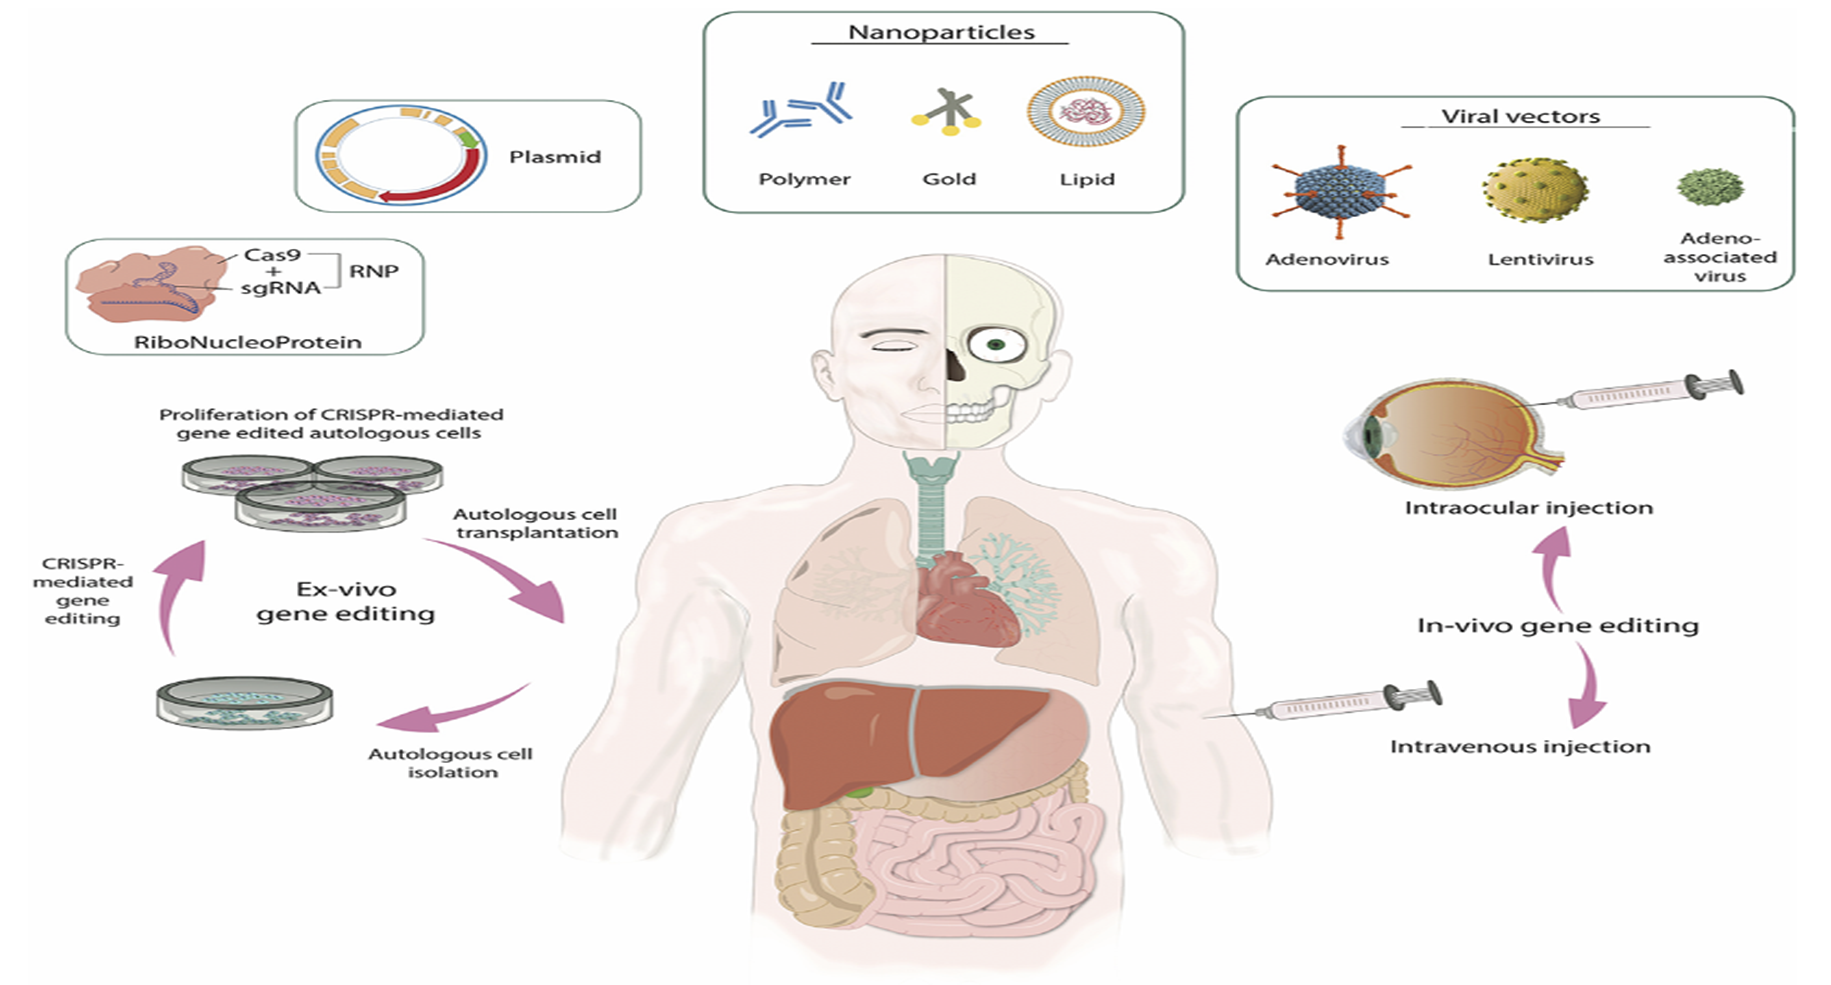 Nanoparticles
Polymer
Gold
Lipid
Plasmid
Viral vectors
Adenovirus
Lentivirus
Adeno-
associated
virus
Cas9
+
sgRNA
RNP
RiboNucleoProtein
Proliferation of CRISPR-mediated
gene edited autologous cells
Autologous cell
transplantation
CRISPR-
mediated
gene
editing
Ex-vivo
gene editing
Autologous cell
isolation
Intraocular injection
In-vivo gene editing
Intravenous injection